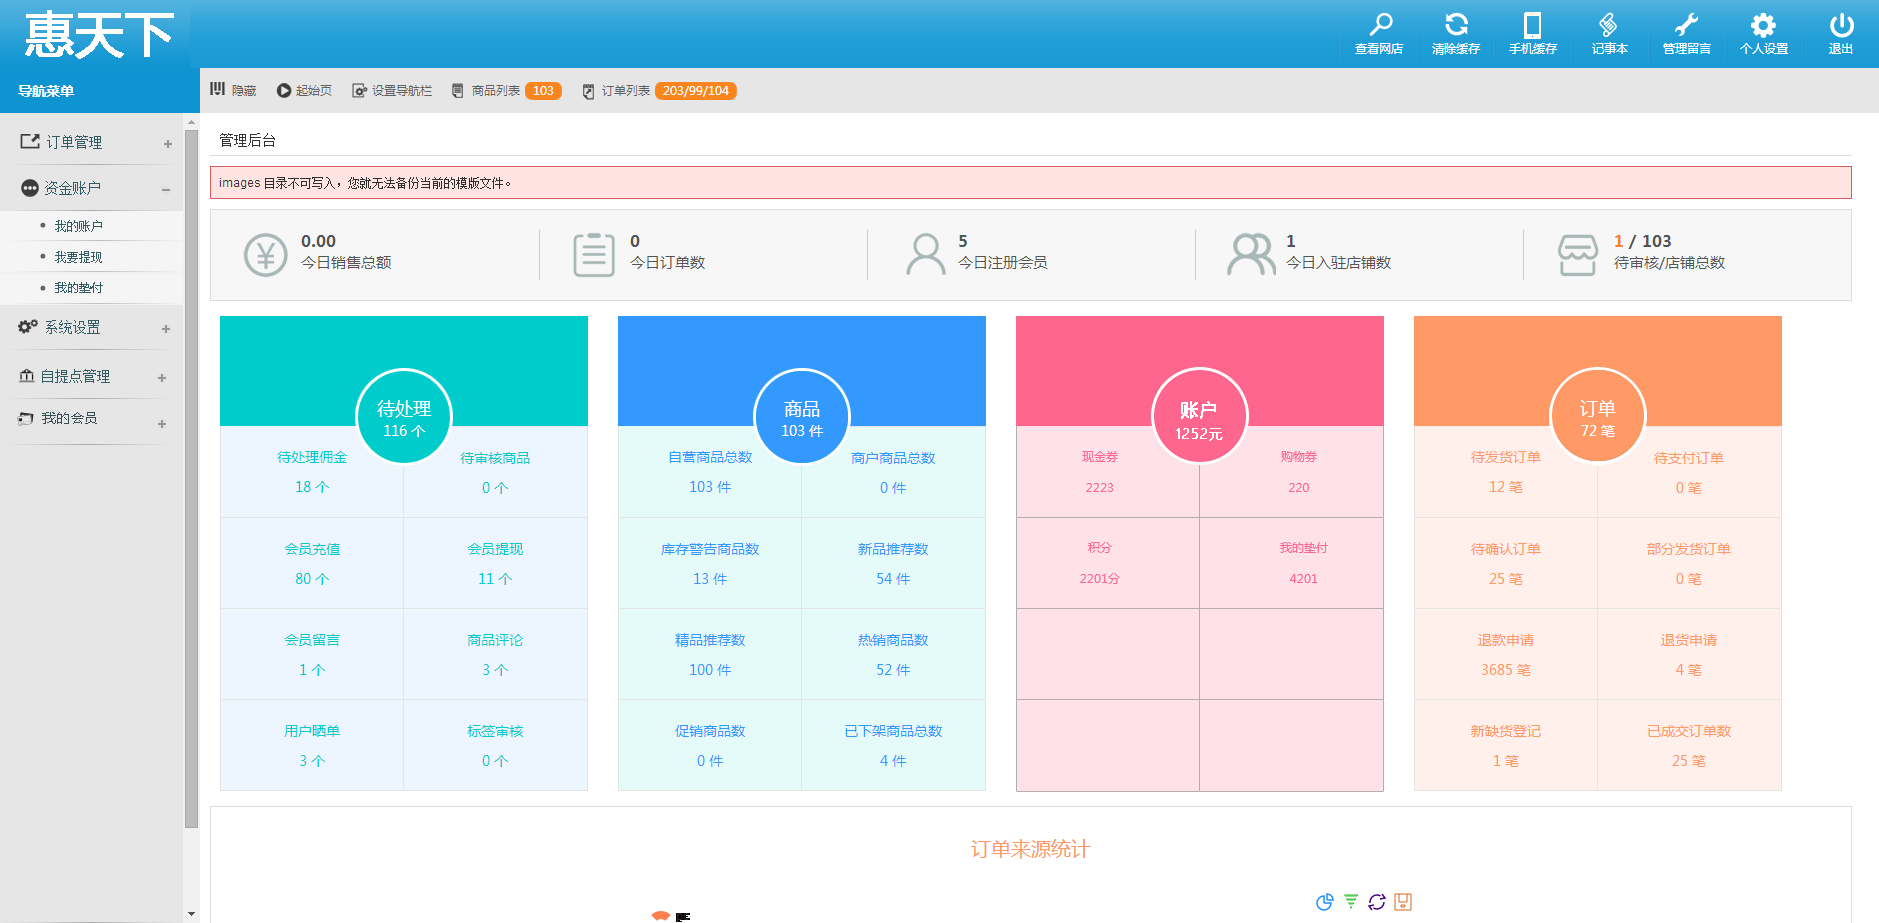 惠天下
查看网店 清除缓存 手机缓存 记事本 管理留言 个人设置 退出
导航菜单
隐藏 起始页 设置导航栏 商品列表 103 订单列表 203/99/104
订单管理
资金账户
我的账户
我要提现
我的垫付
系统设置
自提点管理
我的会员
管理后台
images 目录不可写入，您就无法备份当前的模版文件。
0.00 0 5 1 1 / 103
今日销售总额 今日订单数 今日注册会员 今日入驻店铺数 待审核/店铺总数
待处理
116 个
待处理佣金 待审核商品
18 个 0 个
会员充值 会员提现
80 个 11 个
会员留言 商品评论
1 个 3 个
用户晒单 标签审核
3 个 0 个
商品
103 件
自营商品总数 商户商品总数
103 件 0 件
库存警告商品数 新品推荐数
13 件 54 件
精品推荐数 热销商品数
100 件 52 件
促销商品数 已下架商品总数
0 件 4 件
账户
1252元
现金券 购物券
2223 220
积分 我的垫付
2201分 4201
订单
72 笔
待发货订单 待支付订单
12 笔 0 笔
待确认订单 部分发货订单
25 笔 0 笔
退款申请 退货申请
3685 笔 4 笔
新缺货登记 已成交订单数
1 笔 25 笔
订单来源统计